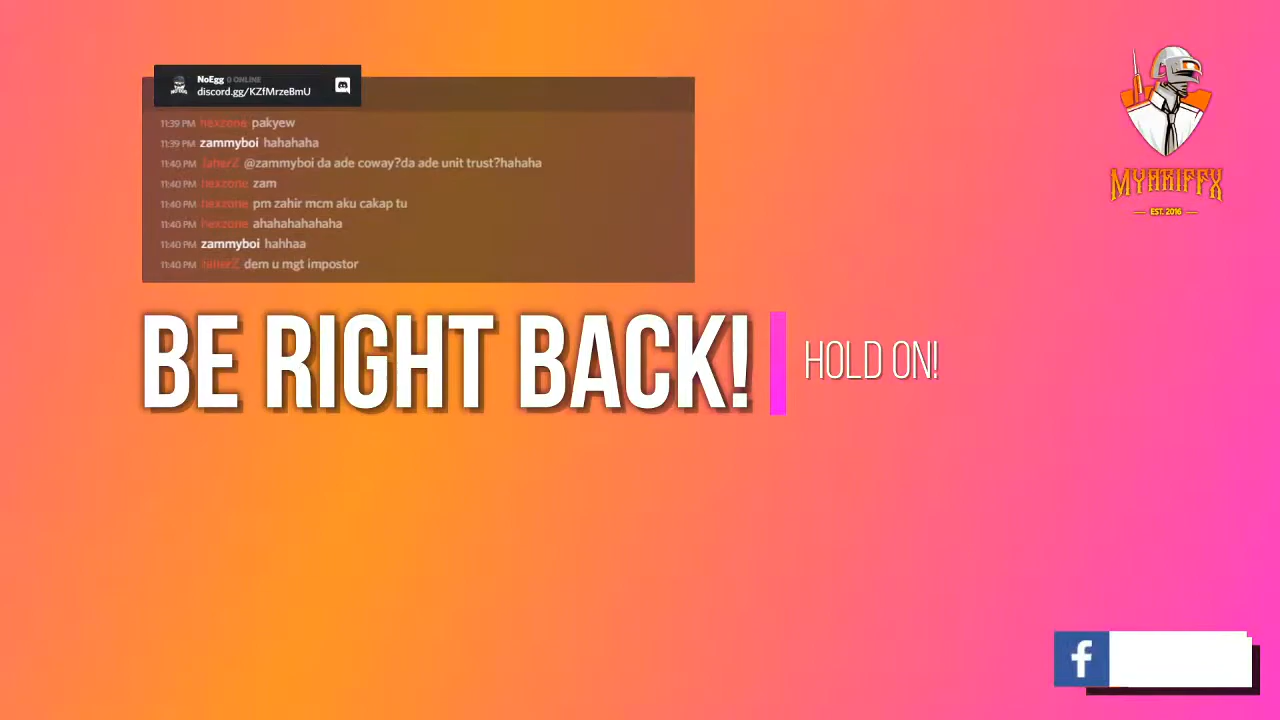 NoEgg 0 ONLINE
discord.gg/KZfMrzeBmU
11:39 PM hexzone pakyew
11:39 PM zammyboi hahahaha
11:40 PM @zammyboi da ade coway?da ade unit trust?hahaha
11:40 PM hexzone zam
11:40 PM hexzone pm zahir mcm aku cakap tu
11:40 PM hexzone ahahahahahaha
11:40 PM zammyboi hahhaa
11:40 PM dem u mgt impostor
BE RIGHT BACK!
HOLD ON!
MYARIFFX
EST. 2016
f